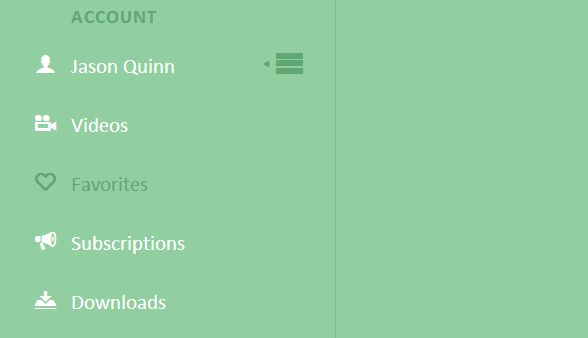 ACCOUNT
Jason Quinn
Videos
Favorites
Subscriptions
Downloads